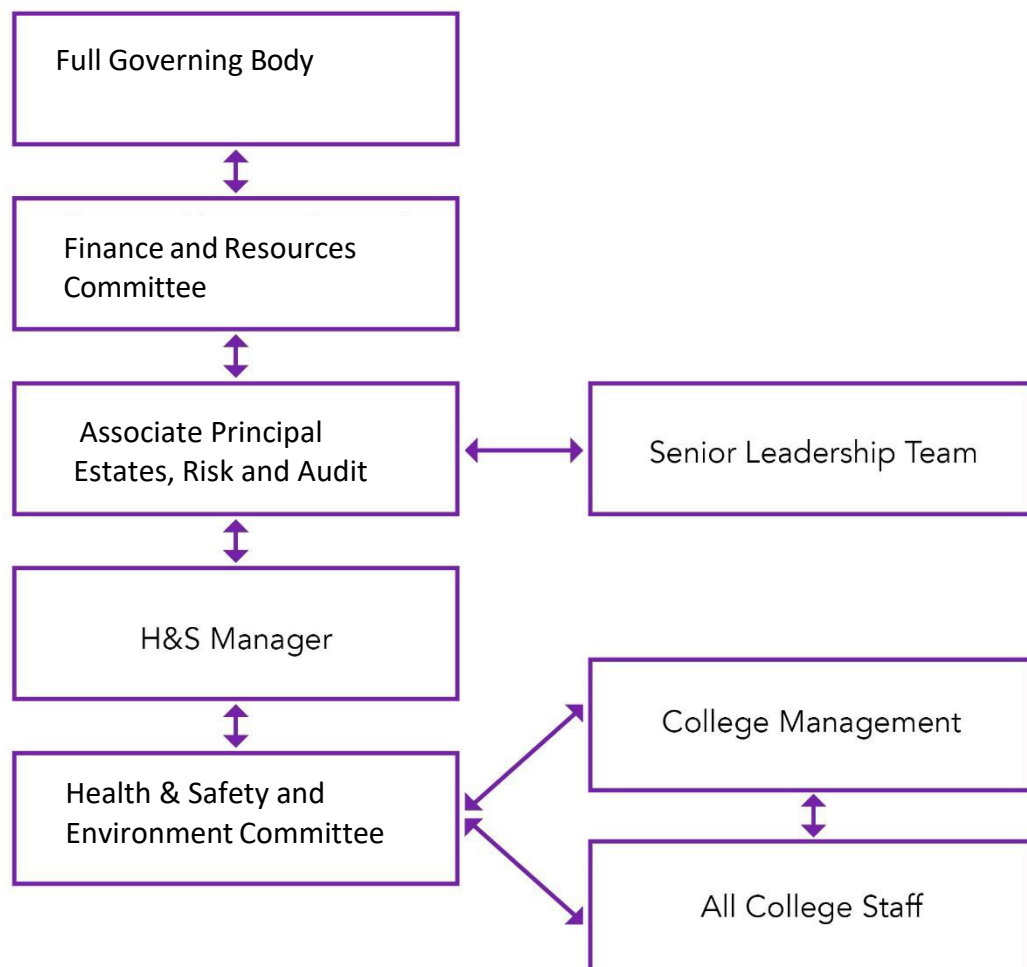 Full Governing Body
Finance and Resources
Committee
Associate Principal
Estates, Risk and Audit
Senior Leadership Team
H&S Manager
College Management
Health & Safety and
Environment Committee
All College Staff